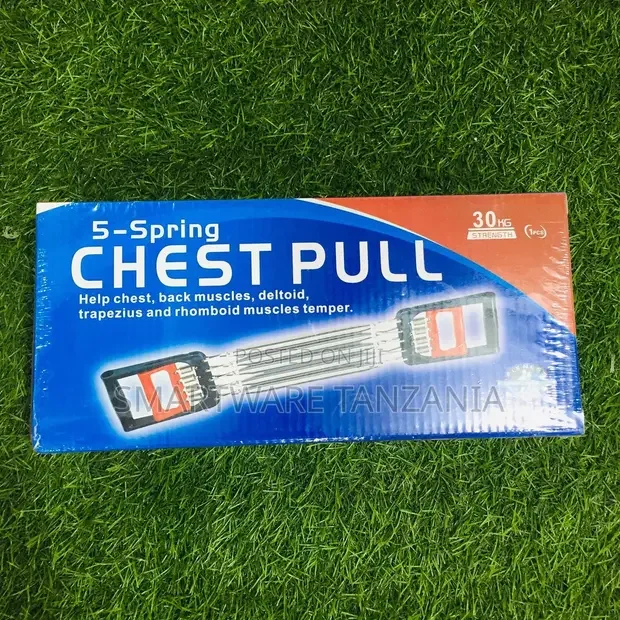 5-Spring
CHEST PULL
Help chest, back muscles, deltoid,
trapezius and rhomboid muscles temper.
30KG
STRENGTH
1PCS
POSTED ON JIJI
SMARTWARE TANZANIA